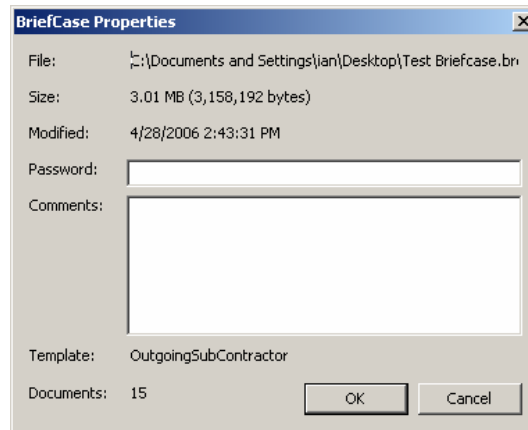 BriefCase Properties
File: C:\Documents and Settings\ian\Desktop\Test Briefcase.br
Size: 3.01 MB (3,158,192 bytes)
Modified: 4/28/2006 2:43:31 PM
Password:
Comments:
Template: OutgoingSubContractor
Documents: 15
OK Cancel